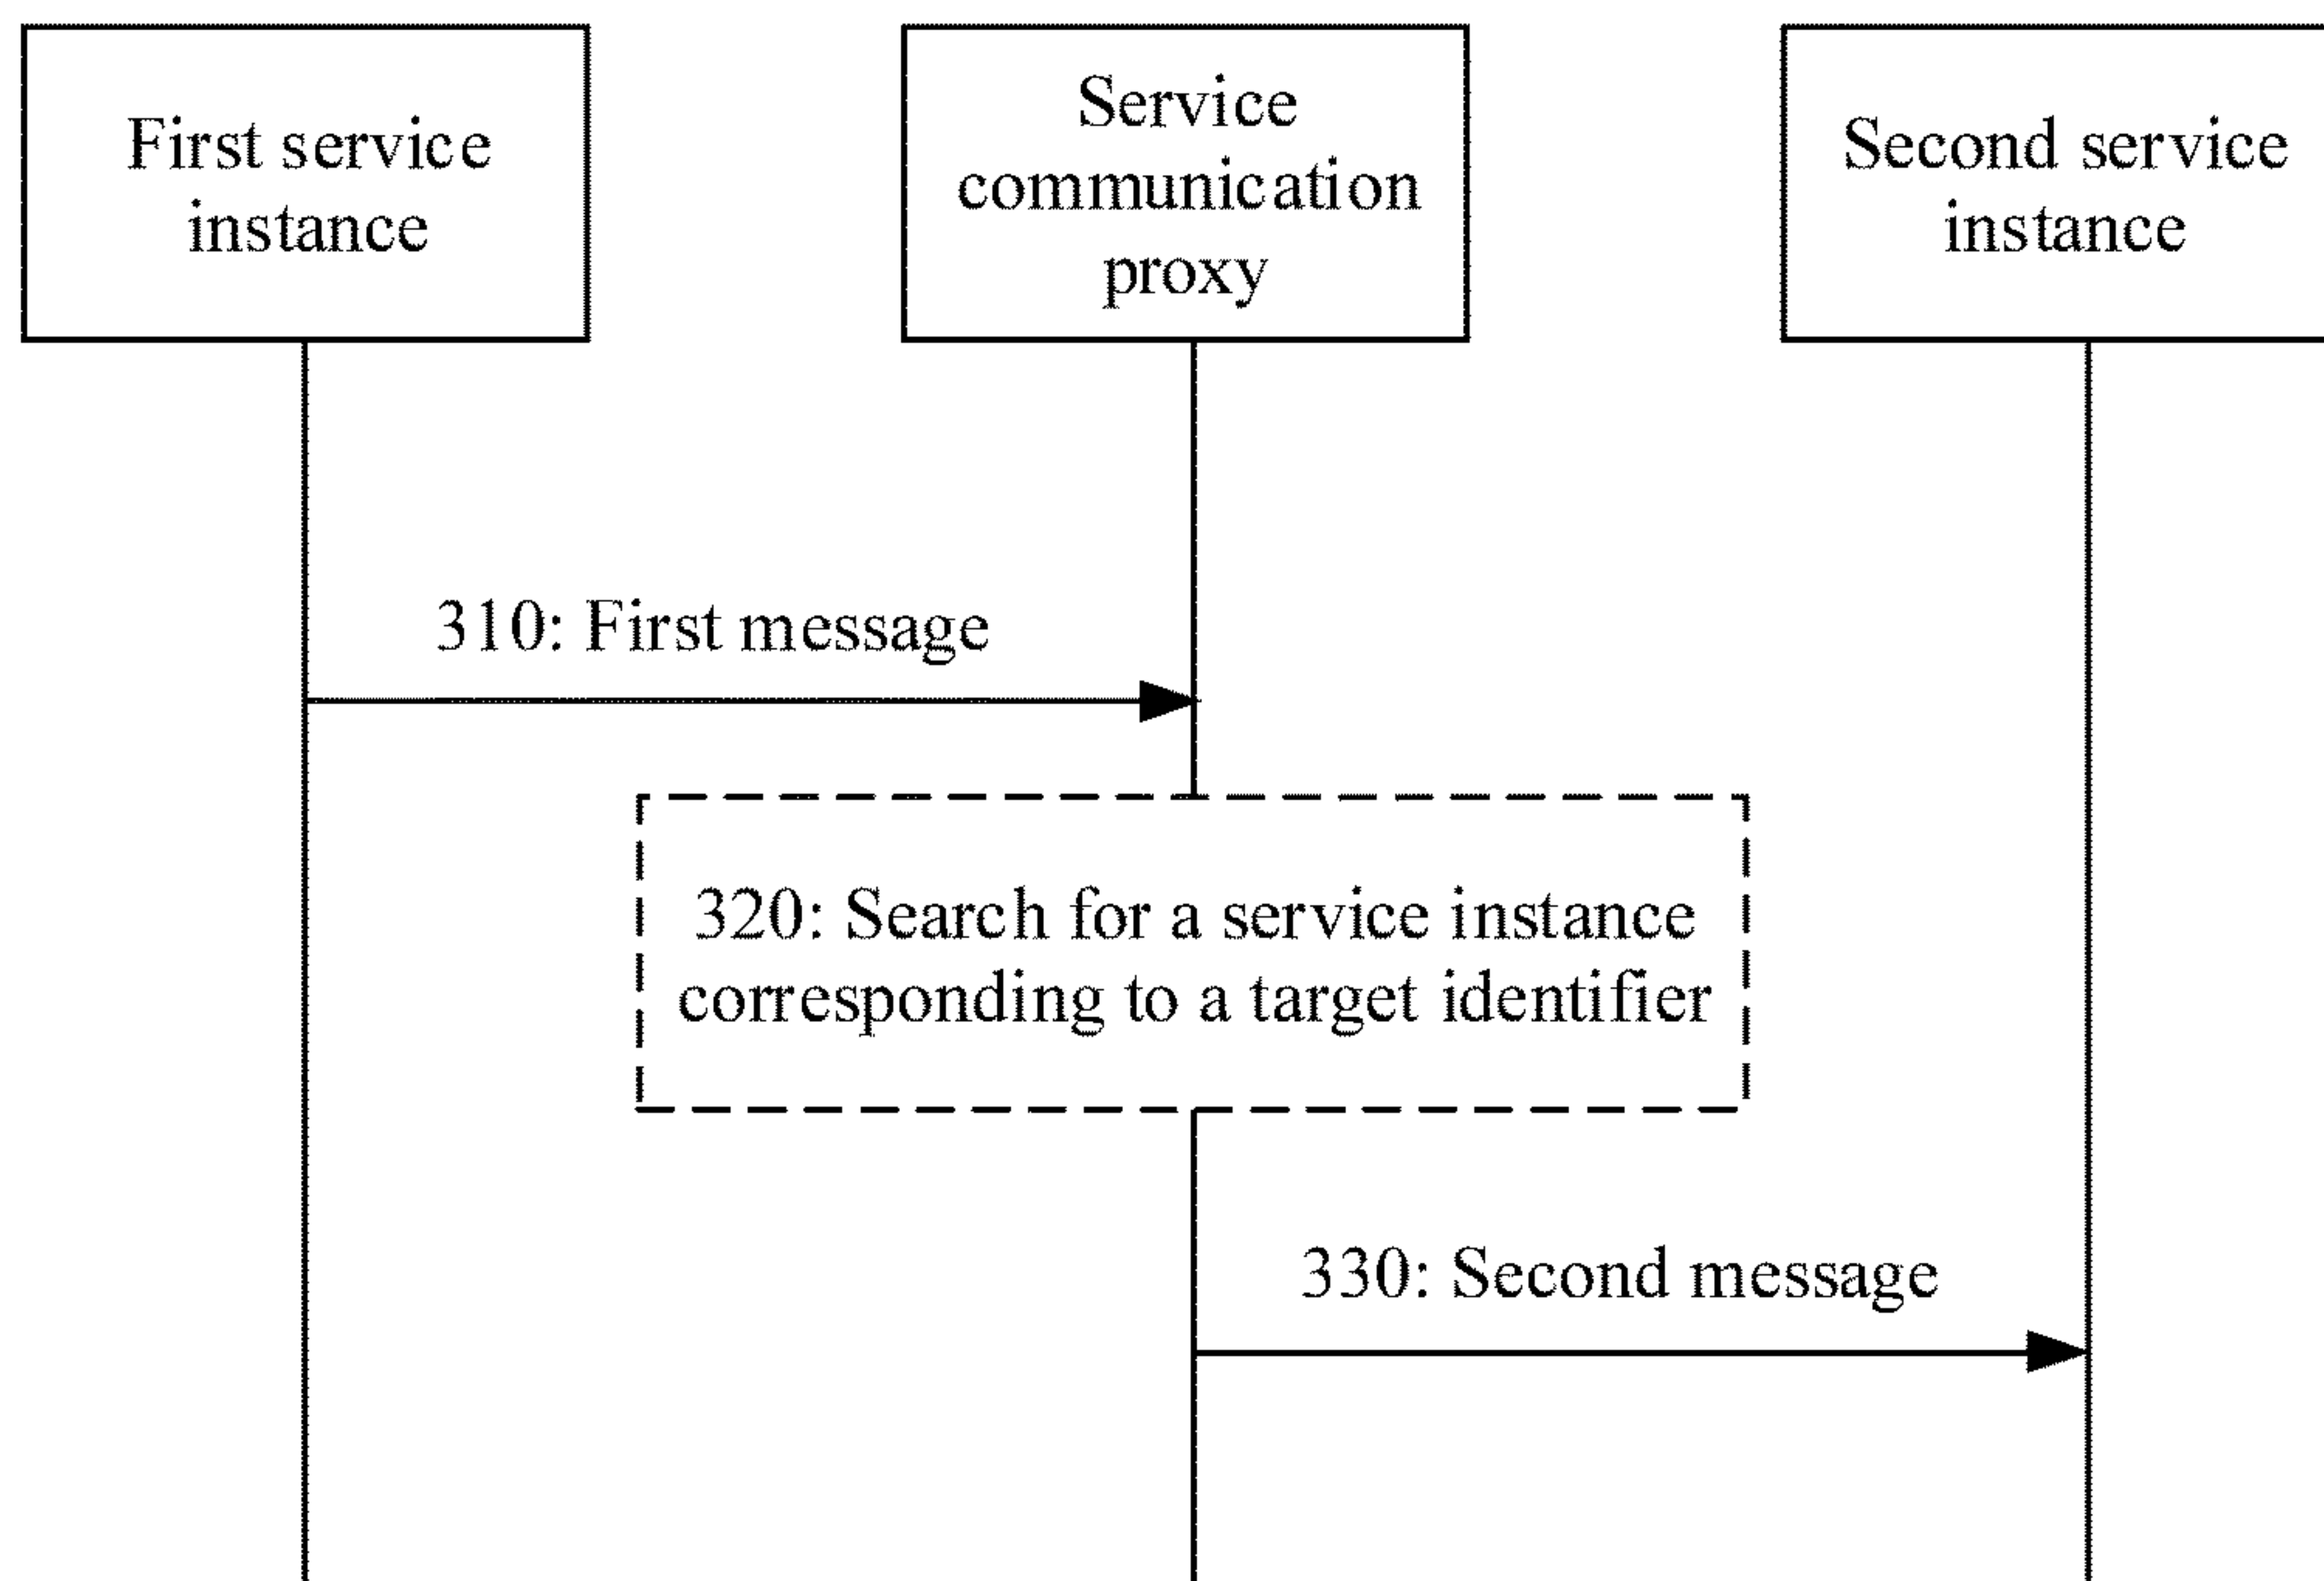 First service
instance
Service
communication
proxy
Second service
instance
310: First message
320: Search for a service instance
corresponding to a target identifier
330: Second message